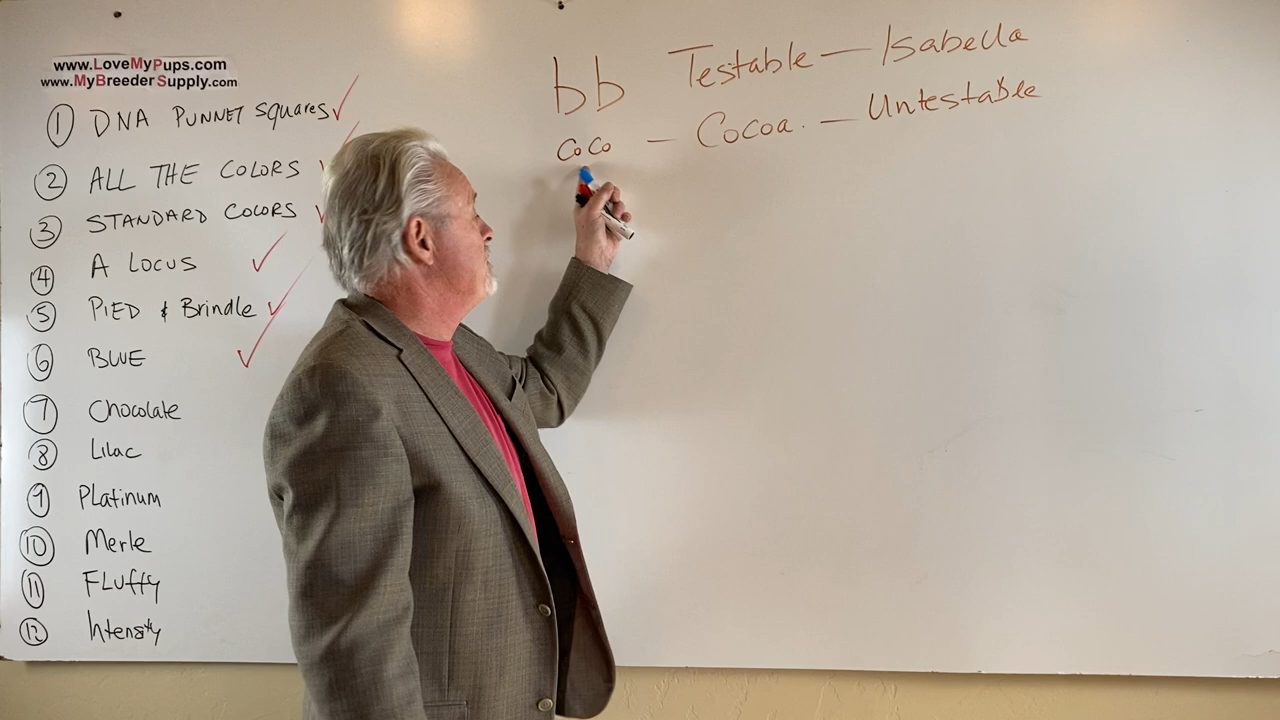 www.LoveMyPups.com
www.MyBreederSupply.com
① DNA PUNNET SQuares ✓
② ALL THE COLORS
③ STANDARD COLORS
④ A LOCUS ✓
⑤ PiED & Brindle ✓
⑥ BLUE ✓
⑦ Chocolate
⑧ Lilac
⑨ PLatinum
⑩ Merle
⑪ FLuffy
⑫ Intensity
bb Testable — Isabella
CoCo — Cocoa. — Untestable